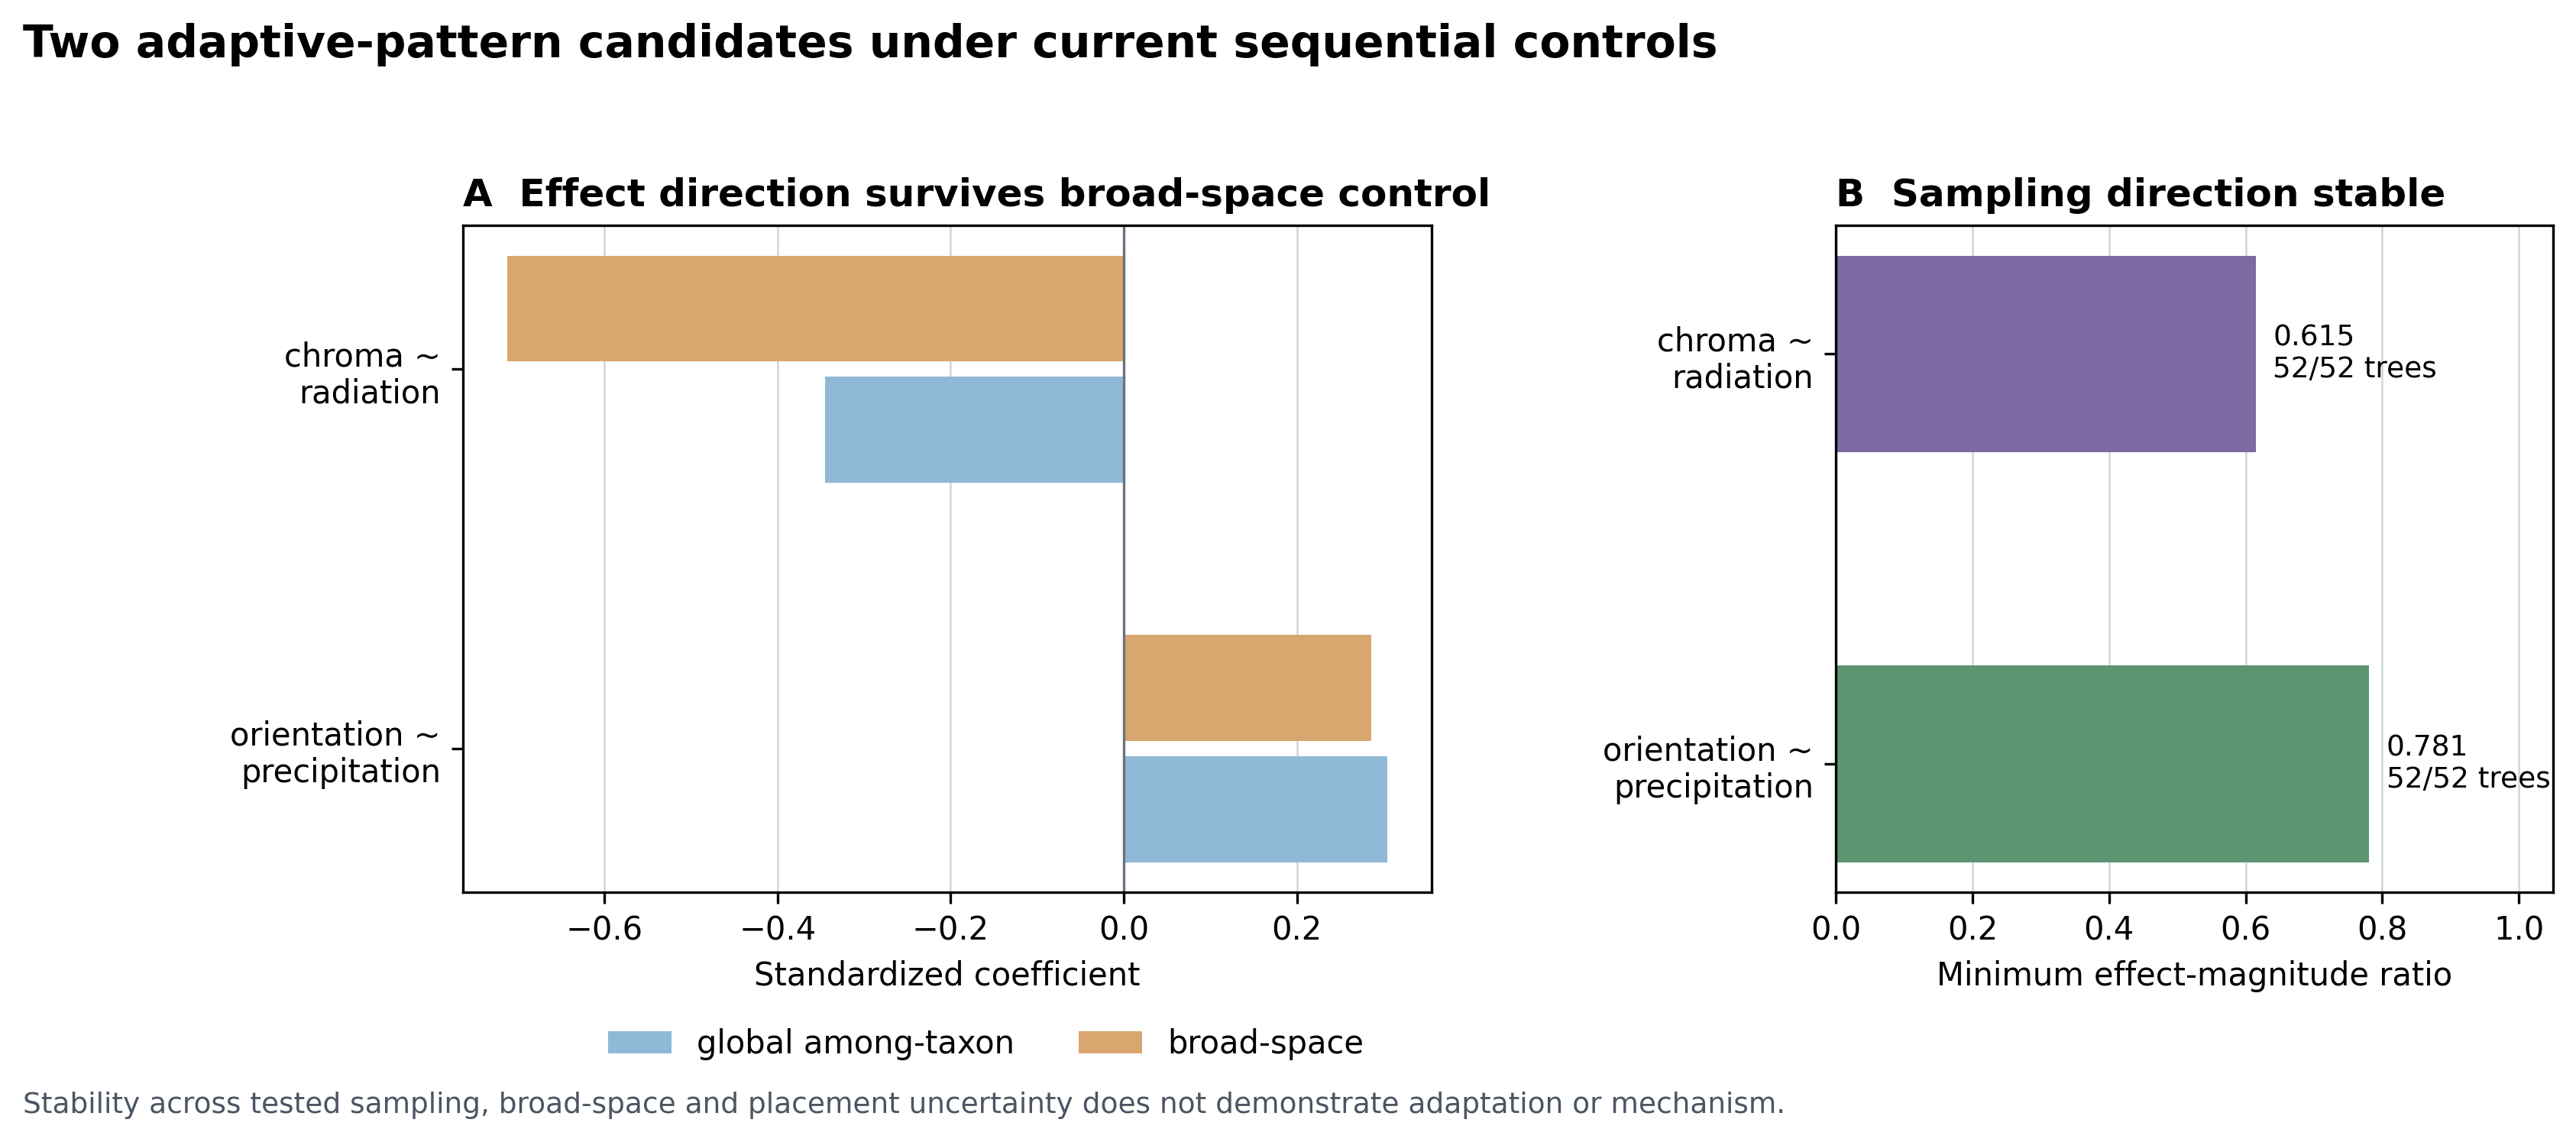 Two adaptive-pattern candidates under current sequential controls
A Effect direction survives broad-space control
chroma ~
radiation
orientation ~
precipitation
−0.6
−0.4
−0.2
0.0
0.2
Standardized coefficient
global among-taxon
broad-space
B Sampling direction stable
chroma ~
radiation
0.615
52/52 trees
orientation ~
precipitation
0.781
52/52 trees
0.0
0.2
0.4
0.6
0.8
1.0
Minimum effect-magnitude ratio
Stability across tested sampling, broad-space and placement uncertainty does not demonstrate adaptation or mechanism.